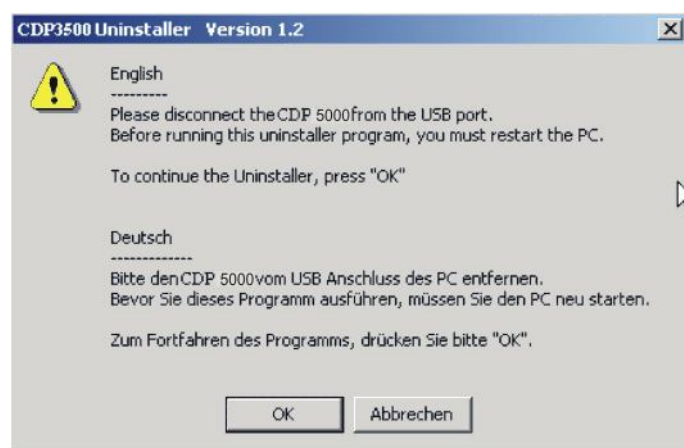 CDP3500 Uninstaller Version 1.2
English
---------
Please disconnect the CDP 5000 from the USB port.
Before running this uninstaller program, you must restart the PC.
To continue the Uninstaller, press "OK"
Deutsch
-------------
Bitte den CDP 5000 vom USB Anschluss des PC entfernen.
Bevor Sie dieses Programm ausführen, müssen Sie den PC neu starten.
Zum Fortfahren des Programms, drücken Sie bitte "OK".
OK
Abbrechen